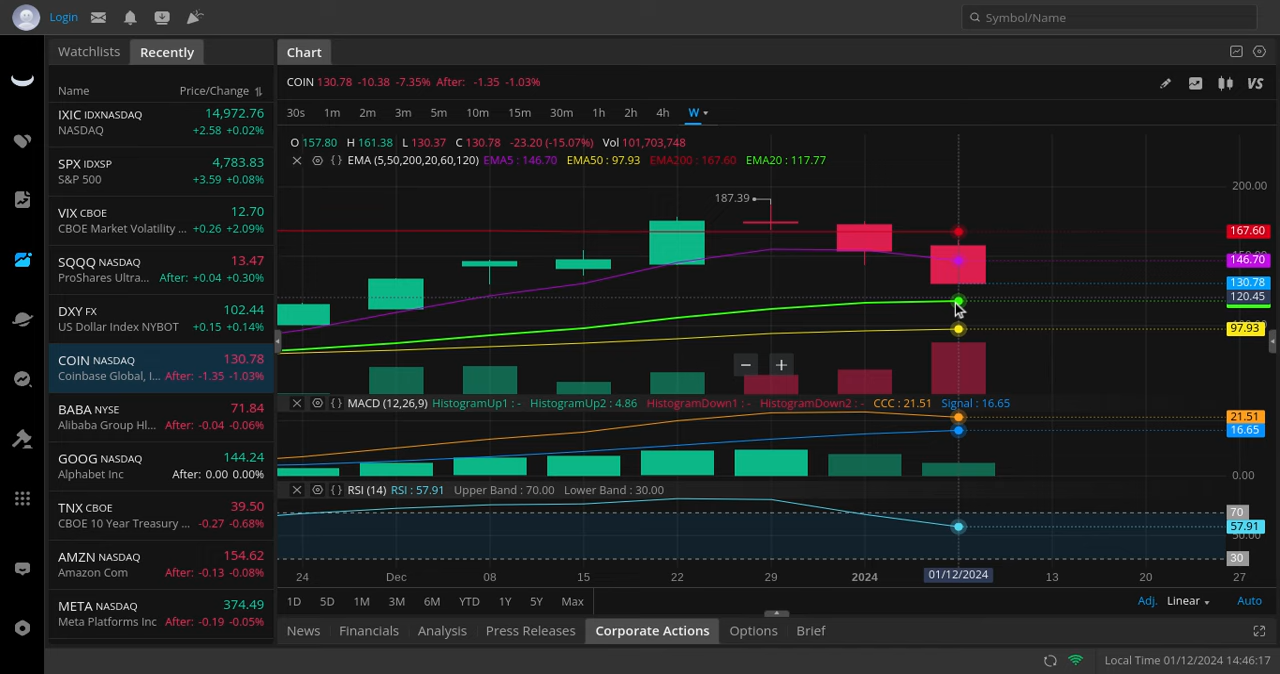 Login
Symbol/Name
Watchlists
Recently
Chart
Name
Price/Change
IXIC IDXNASDAQ 14,972.76
NASDAQ +2.58 +0.02%
SPX IDXSP 4,783.83
S&P 500 +3.59 +0.08%
VIX CBOE 12.70
CBOE Market Volatility ... +0.26 +2.09%
SQQQ NASDAQ 13.47
ProShares Ultra... After: +0.04 +0.30%
DXY FX 102.44
US Dollar Index NYBOT +0.15 +0.14%
COIN NASDAQ 130.78
Coinbase Global, I... After: -1.35 -1.03%
BABA NYSE 71.84
Alibaba Group Hl... After: -0.04 -0.06%
GOOG NASDAQ 144.24
Alphabet Inc After: 0.00 0.00%
TNX CBOE 39.50
CBOE 10 Year Treasury ... -0.27 -0.68%
AMZN NASDAQ 154.62
Amazon Com After: -0.13 -0.08%
META NASDAQ 374.49
Meta Platforms Inc After: -0.19 -0.05%
COIN 130.78 -10.38 -7.35% After: -1.35 -1.03%
VS
30s 1m 2m 3m 5m 10m 15m 30m 1h 2h 4h W
O 157.80 H 161.38 L 130.37 C 130.78 -23.20 (-15.07%) Vol 101,703,748
EMA (5,50,200,20,60,120) EMA5 : 146.70 EMA50 : 97.93 EMA200 : 167.60 EMA20 : 117.77
200.00
187.39
167.60
146.70
130.78
120.45
97.93
MACD (12,26,9) HistogramUp1 : - HistogramUp2 : 4.86 HistogramDown1 : - HistogramDown2 : - CCC : 21.51 Signal : 16.65
21.51
16.65
0.00
RSI (14) RSI : 57.91 Upper Band : 70.00 Lower Band : 30.00
70
57.91
30
24 Dec 08 15 22 29 2024 01/12/2024 13 20 27
1D 5D 1M 3M 6M YTD 1Y 5Y Max
Adj. Linear Auto
News Financials Analysis Press Releases Corporate Actions Options Brief
Local Time 01/12/2024 14:46:17